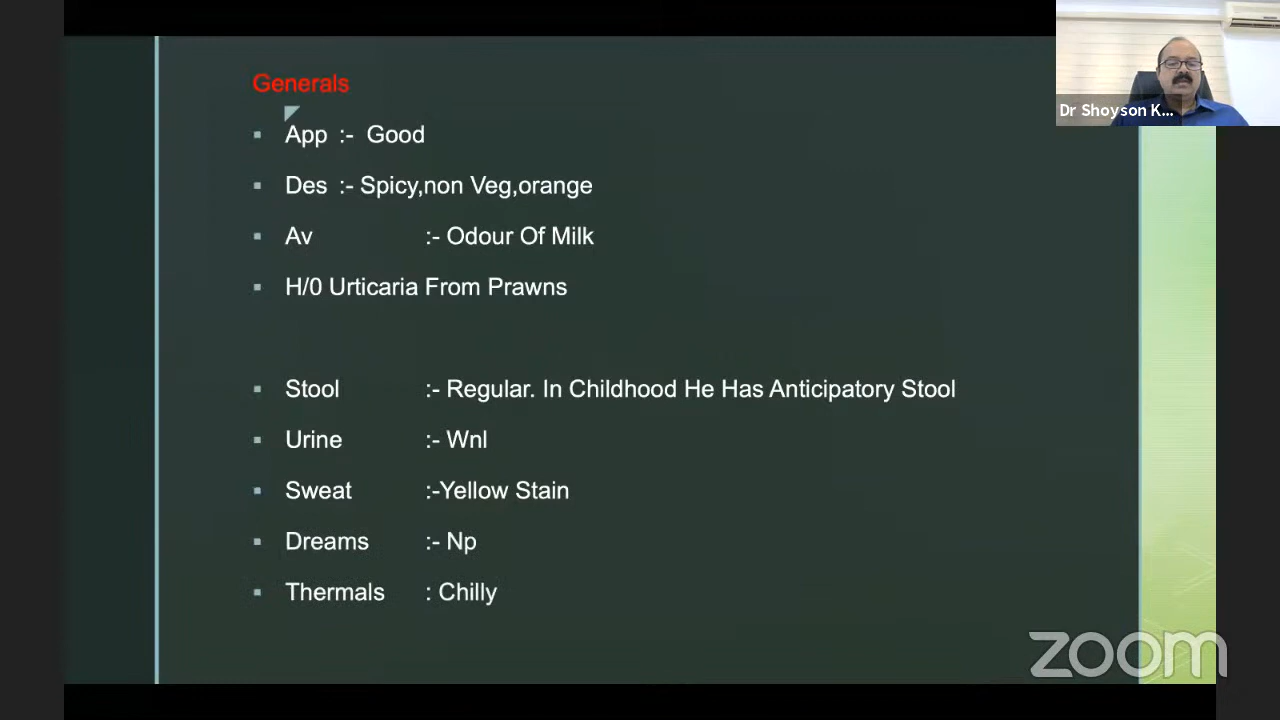 Generals
App :- Good
Des :- Spicy,non Veg,orange
Av :- Odour Of Milk
H/0 Urticaria From Prawns
Stool :- Regular. In Childhood He Has Anticipatory Stool
Urine :- Wnl
Sweat :-Yellow Stain
Dreams :- Np
Thermals : Chilly
Dr Shoyson K...
zoom